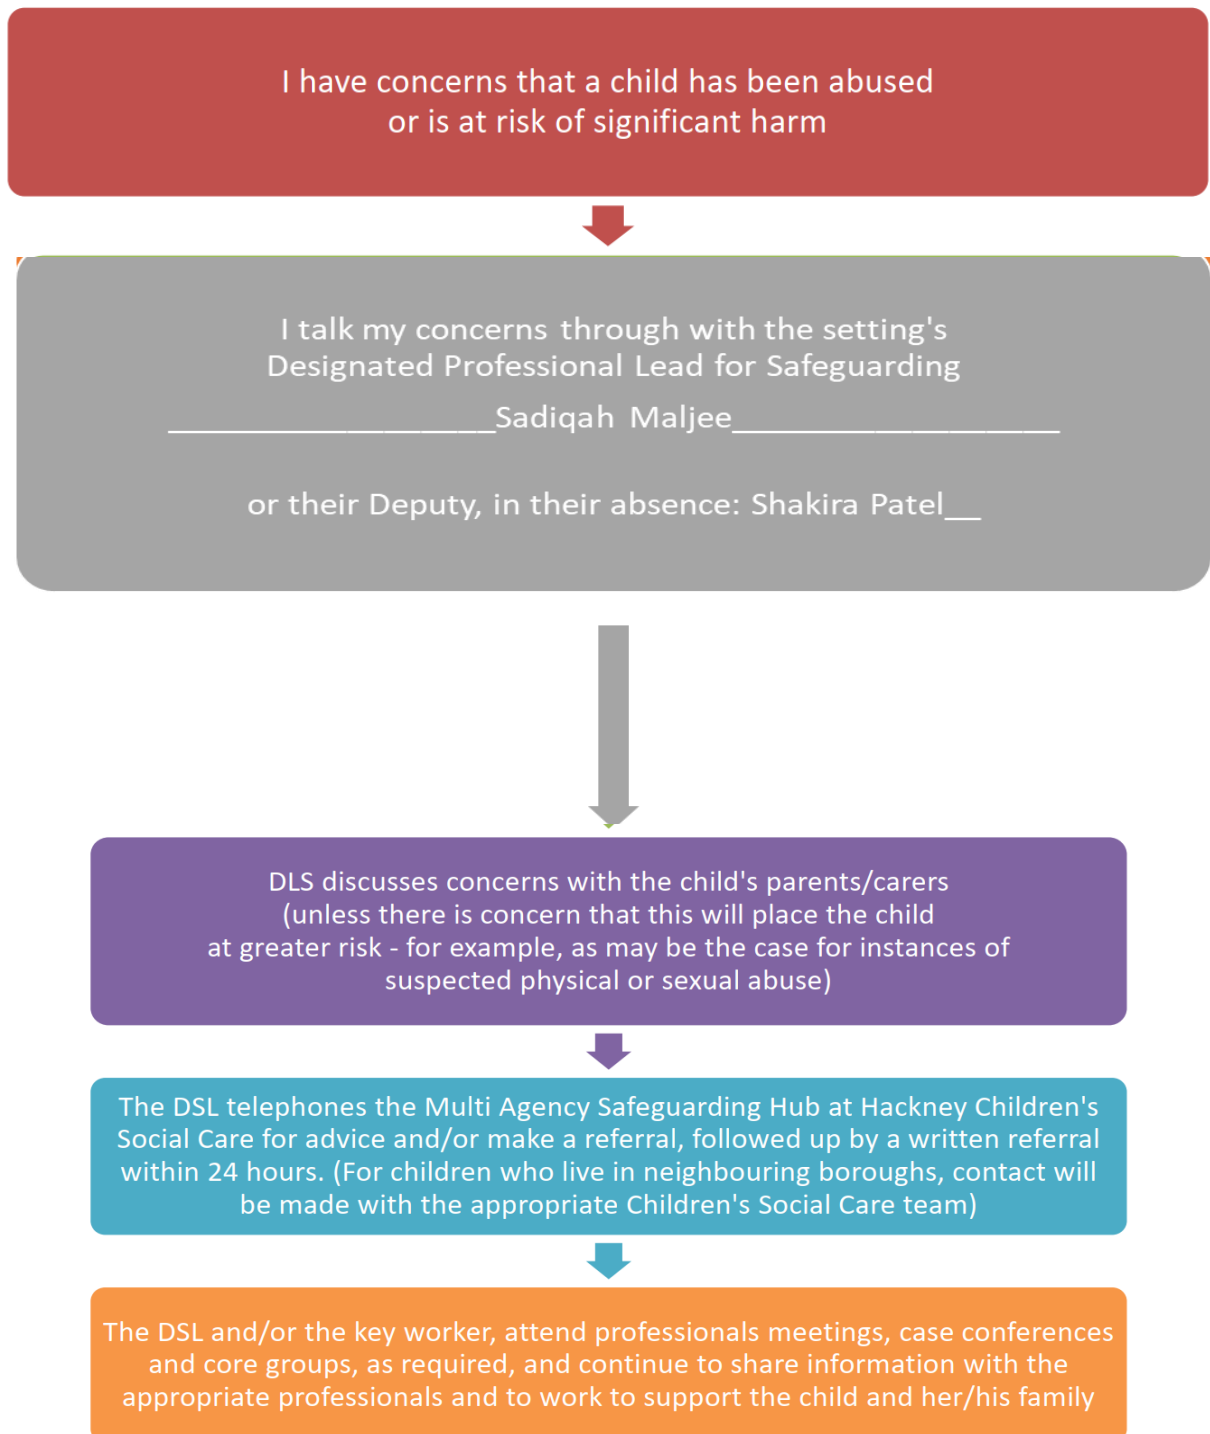 I have concerns that a child has been abused
or is at risk of significant harm
I talk my concerns through with the setting's
Designated Professional Lead for Safeguarding
__________________Sadiqah Maljee__________________
or their Deputy, in their absence: Shakira Patel__
DLS discusses concerns with the child's parents/carers
(unless there is concern that this will place the child
at greater risk - for example, as may be the case for instances of
suspected physical or sexual abuse)
The DSL telephones the Multi Agency Safeguarding Hub at Hackney Children's
Social Care for advice and/or make a referral, followed up by a written referral
within 24 hours. (For children who live in neighbouring boroughs, contact will
be made with the appropriate Children's Social Care team)
The DSL and/or the key worker, attend professionals meetings, case conferences
and core groups, as required, and continue to share information with the
appropriate professionals and to work to support the child and her/his family